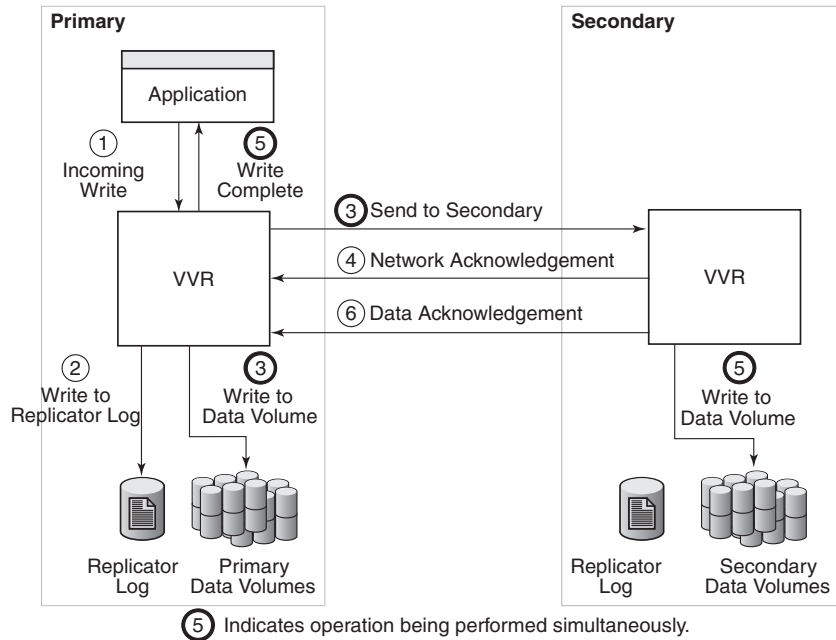 Primary
Secondary
Application
1
Incoming
Write
5
Write
Complete
3 Send to Secondary
VVR
4 Network Acknowledgement
VVR
6 Data Acknowledgement
2
Write to
Replicator Log
3
Write to
Data Volume
5
Write to
Data Volume
Replicator
Log
Primary
Data Volumes
Replicator
Log
Secondary
Data Volumes
5 Indicates operation being performed simultaneously.